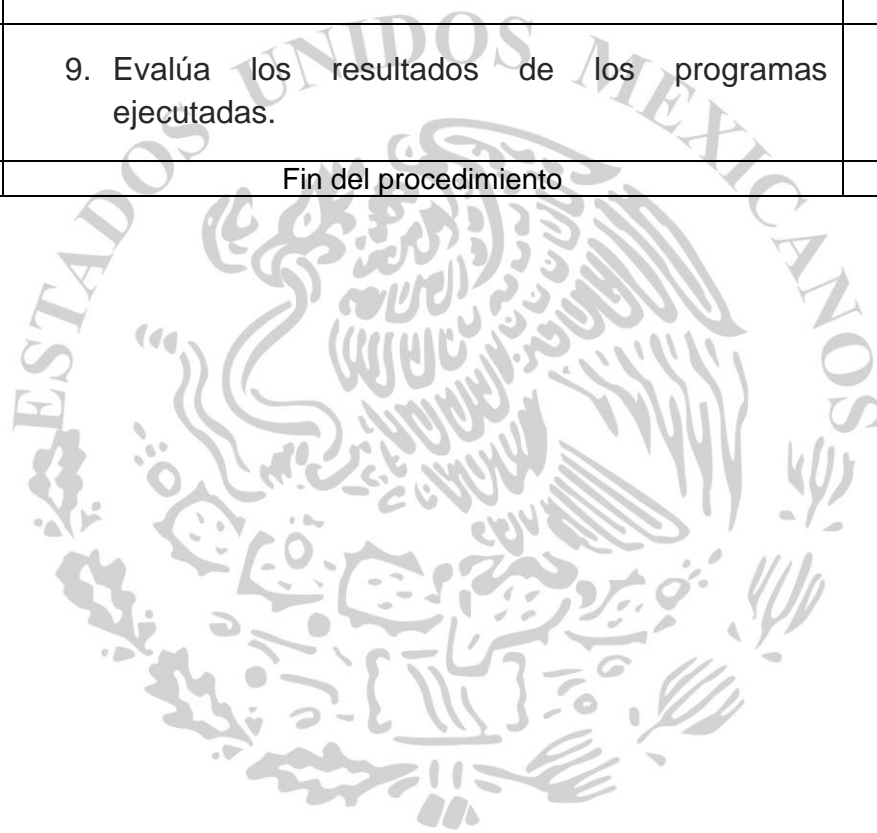 9. Evalúa los resultados de los programas
ejecutadas.
Fin del procedimiento
ESTADOS UNIDOS MEXICANOS